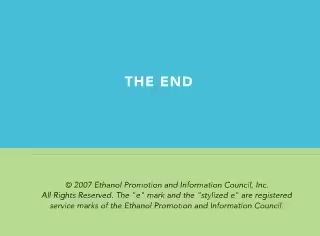 THE END
© 2007 Ethanol Promotion and Information Council, Inc.
All Rights Reserved. The "e" mark and the "stylized e" are registered
service marks of the Ethanol Promotion and Information Council.